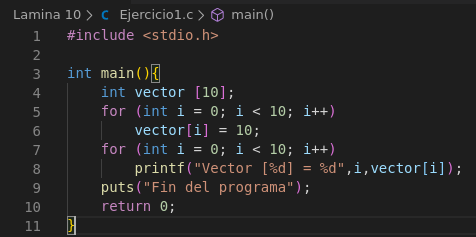 Lamina 10 > C Ejercicio1.c > main()
1 #include <stdio.h>
2
3 int main(){
4 int vector [10];
5 for (int i = 0; i < 10; i++)
6 vector[i] = 10;
7 for (int i = 0; i < 10; i++)
8 printf("Vector [%d] = %d",i,vector[i]);
9 puts("Fin del programa");
10 return 0;
11 }